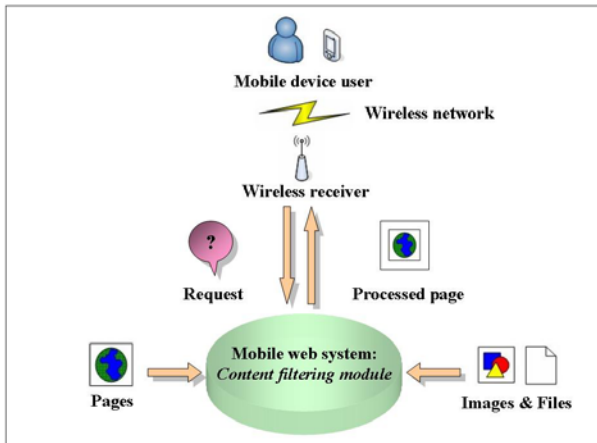 Mobile device user
Wireless network
Wireless receiver
?
Request
Processed page
Mobile web system:
Content filtering module
Pages
Images & Files